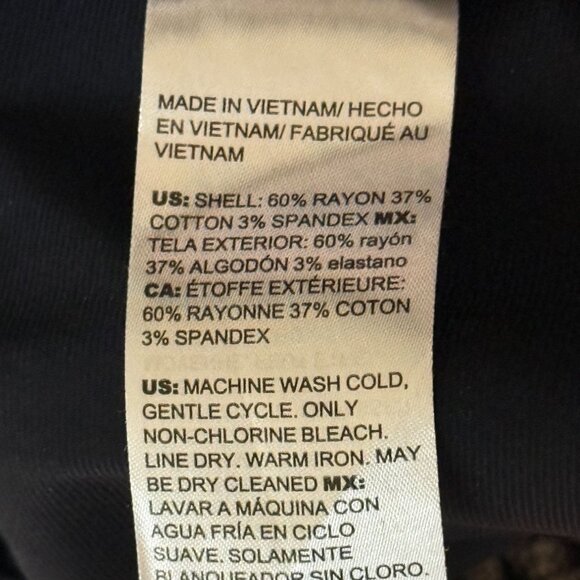 MADE IN VIETNAM/ HECHO
EN VIETNAM/ FABRIQUÉ AU
VIETNAM
US: SHELL: 60% RAYON 37%
COTTON 3% SPANDEX MX:
TELA EXTERIOR: 60% rayón
37% ALGODÓN 3% elastano
CA: ÉTOFFE EXTÉRIEURE:
60% RAYONNE 37% COTON
3% SPANDEX
US: MACHINE WASH COLD,
GENTLE CYCLE. ONLY
NON-CHLORINE BLEACH.
LINE DRY. WARM IRON. MAY
BE DRY CLEANED MX:
LAVAR A MÁQUINA CON
AGUA FRÍA EN CICLO
SUAVE. SOLAMENTE
BLANQUEADOR SIN CLORO.